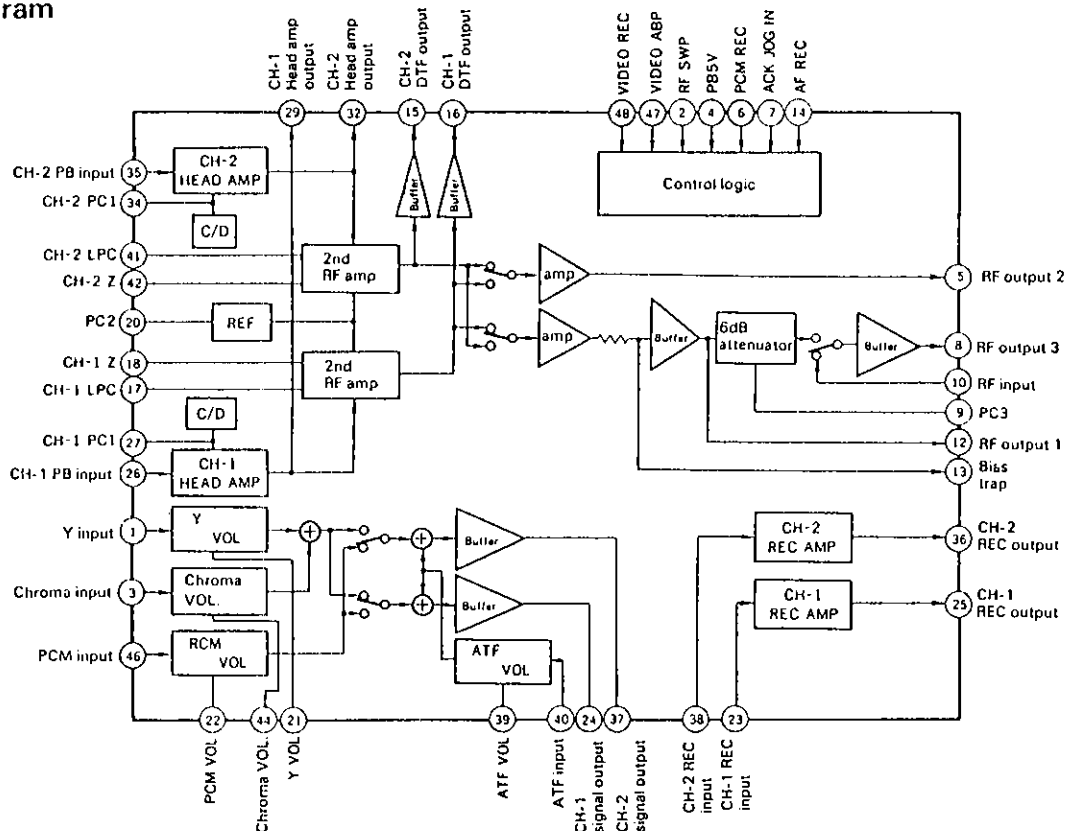 ram
CH-1
Head amp
output
CH-2
Head amp
output
CH-2
DTF output
CH-1
DTF output
VIDEO REC
VIDEO ABP
RF SWP
PB5V
PCM REC
ACK JOG IN
AF REC
29
32
15
16
48
47
2
4
6
7
14
Control logic
CH-2 PB input
35
CH-2
HEAD AMP
CH-2 PC1
34
C/D
Buffer
Buffer
CH-2 LPC
41
CH-2 Z
42
2nd
RF amp
amp
5
RF output 2
PC2
20
REF
CH-1 Z
18
CH-1 LPC
17
2nd
RF amp
amp
Buffer
6dB
attenuator
Buffer
8
RF output 3
10
RF input
9
PC3
C/D
CH-1 PC1
27
CH-1 PB input
26
CH-1
HEAD AMP
12
RF output 1
13
Bias
trap
Y input
1
Y
VOL
Buffer
CH-2
REC AMP
36
CH-2
REC output
Chroma input
3
Chroma
VOL.
Buffer
CH-1
REC AMP
25
CH-1
REC output
PCM input
46
RCM
VOL
ATF
VOL
22
44
21
39
40
24
37
38
23
PCM VOL
Chroma VOL.
Y VOL
ATF VOL
ATF input
CH-1
signal output
CH-2
signal output
CH-2 REC
input
CH-1 REC
input